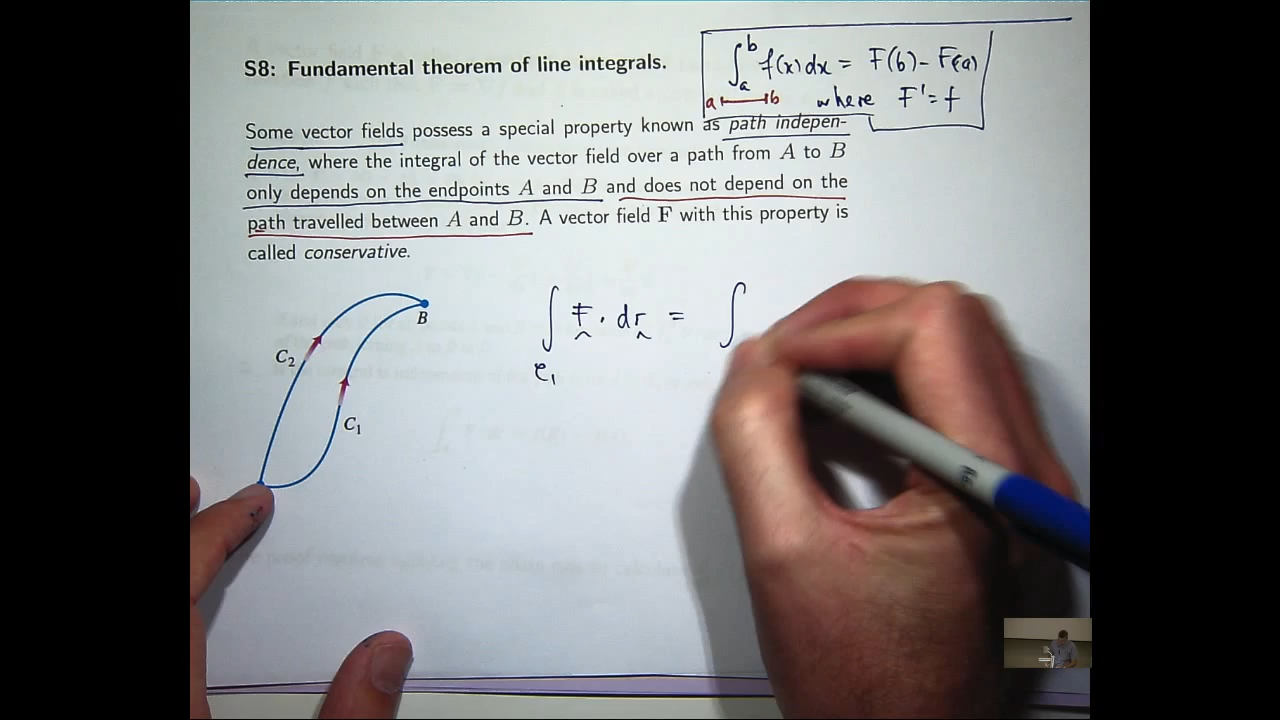 S8: Fundamental theorem of line integrals.
∫_a^b f(x)dx = F(b) - F(a)
a b where F' = f
Some vector fields possess a special property known as path indepen-
dence, where the integral of the vector field over a path from A to B
only depends on the endpoints A and B and does not depend on the
path travelled between A and B. A vector field F with this property is
called conservative.
B
C₂
C₁
∫_{C₁} F · dr = ∫